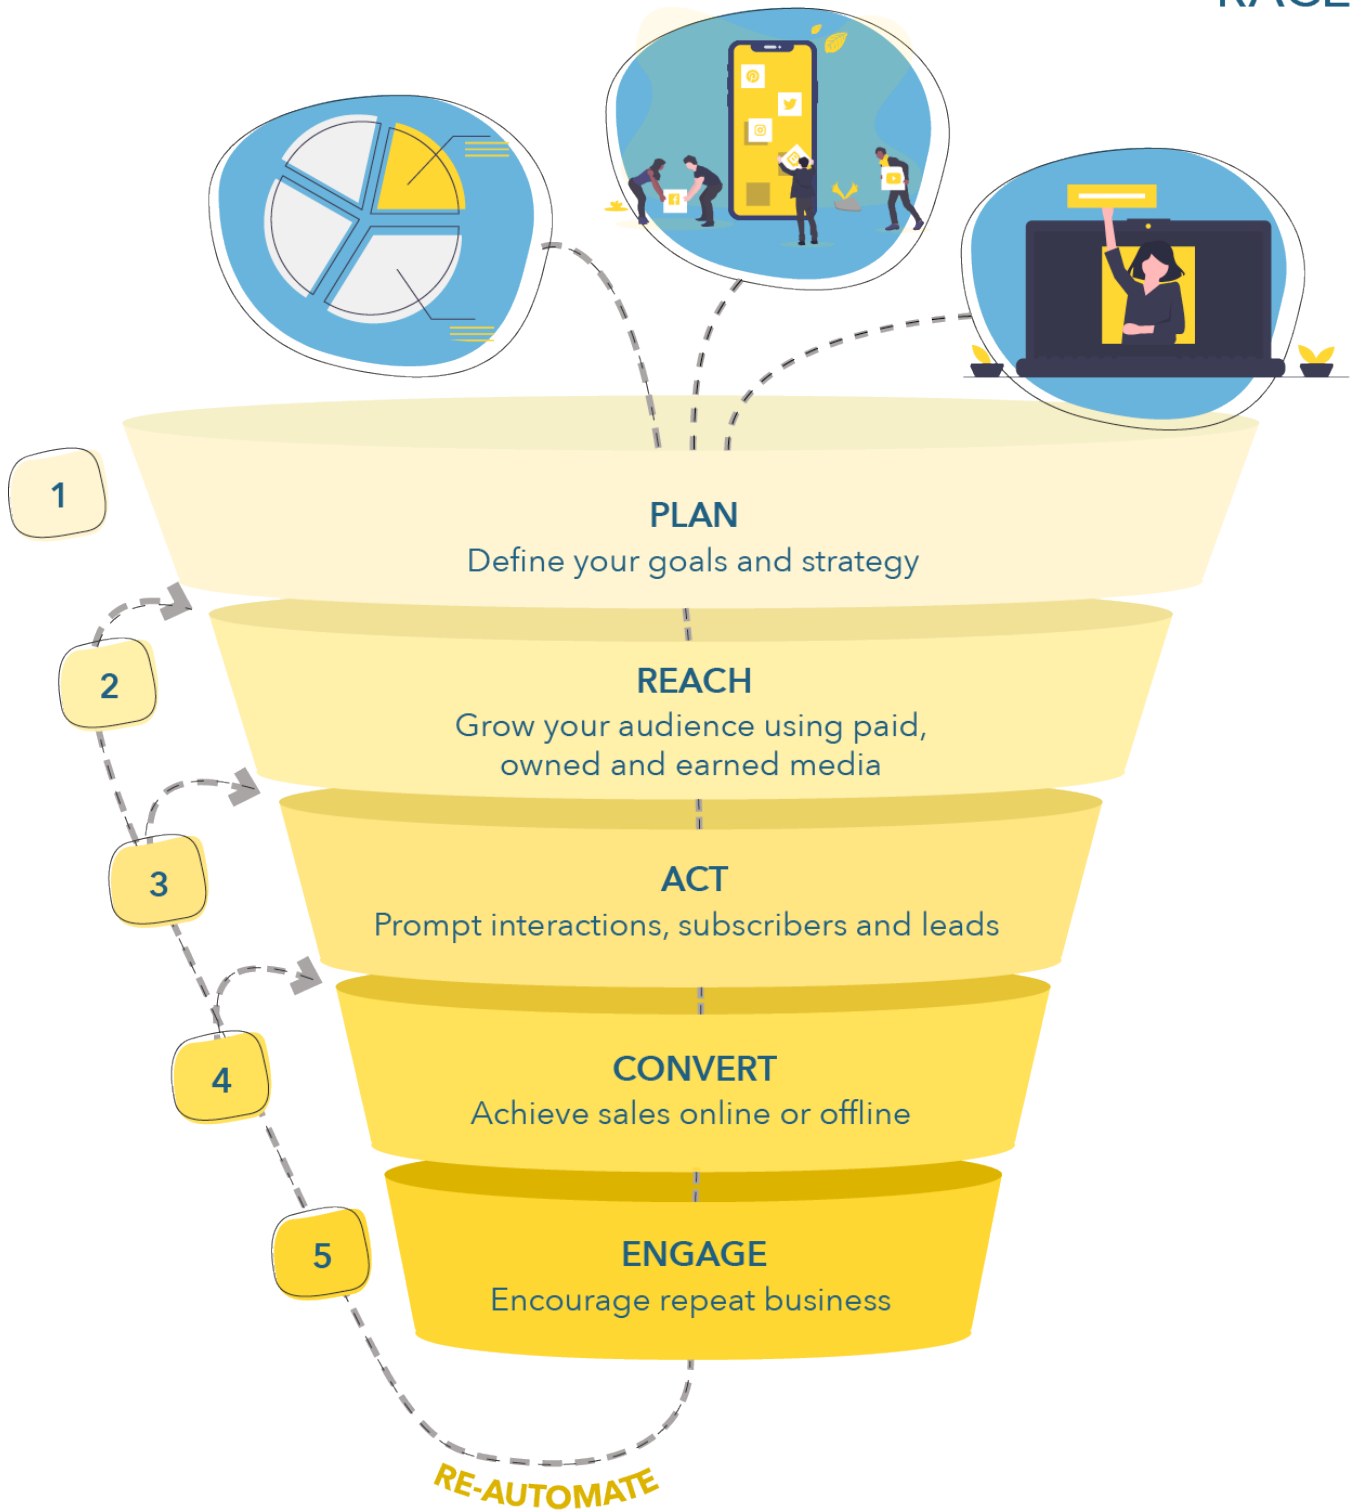 RACE
1
PLAN
Define your goals and strategy
2
REACH
Grow your audience using paid,
owned and earned media
3
ACT
Prompt interactions, subscribers and leads
4
CONVERT
Achieve sales online or offline
5
ENGAGE
Encourage repeat business
RE-AUTOMATE